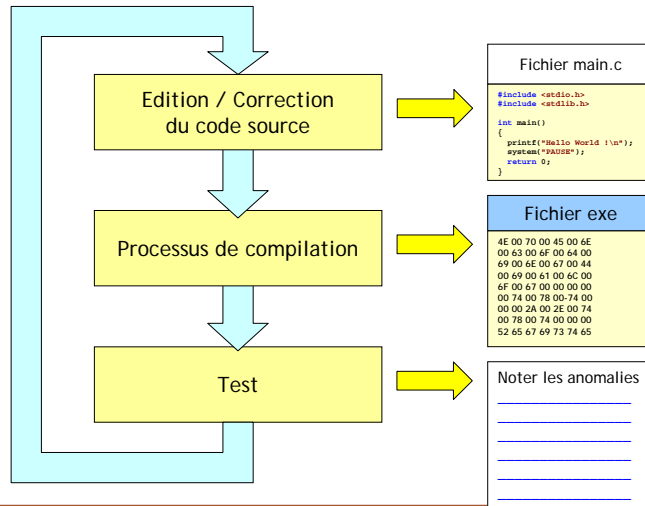 Edition / Correction
du code source
Fichier main.c
#include <stdio.h>
#include <stdlib.h>
int main()
{
printf("Hello World !\n");
system("PAUSE");
return 0;
}
Processus de compilation
Fichier exe
4E 00 70 00 45 00 6E
00 63 00 6F 00 64 00
69 00 6E 00 67 00 44
00 69 00 61 00 6C 00
6F 00 67 00 00 00 00
00 74 00 78 00-74 00
00 00 2A 00 2E 00 74
00 78 00 74 00 00 00
52 65 67 69 73 74 65
Test
Noter les anomalies